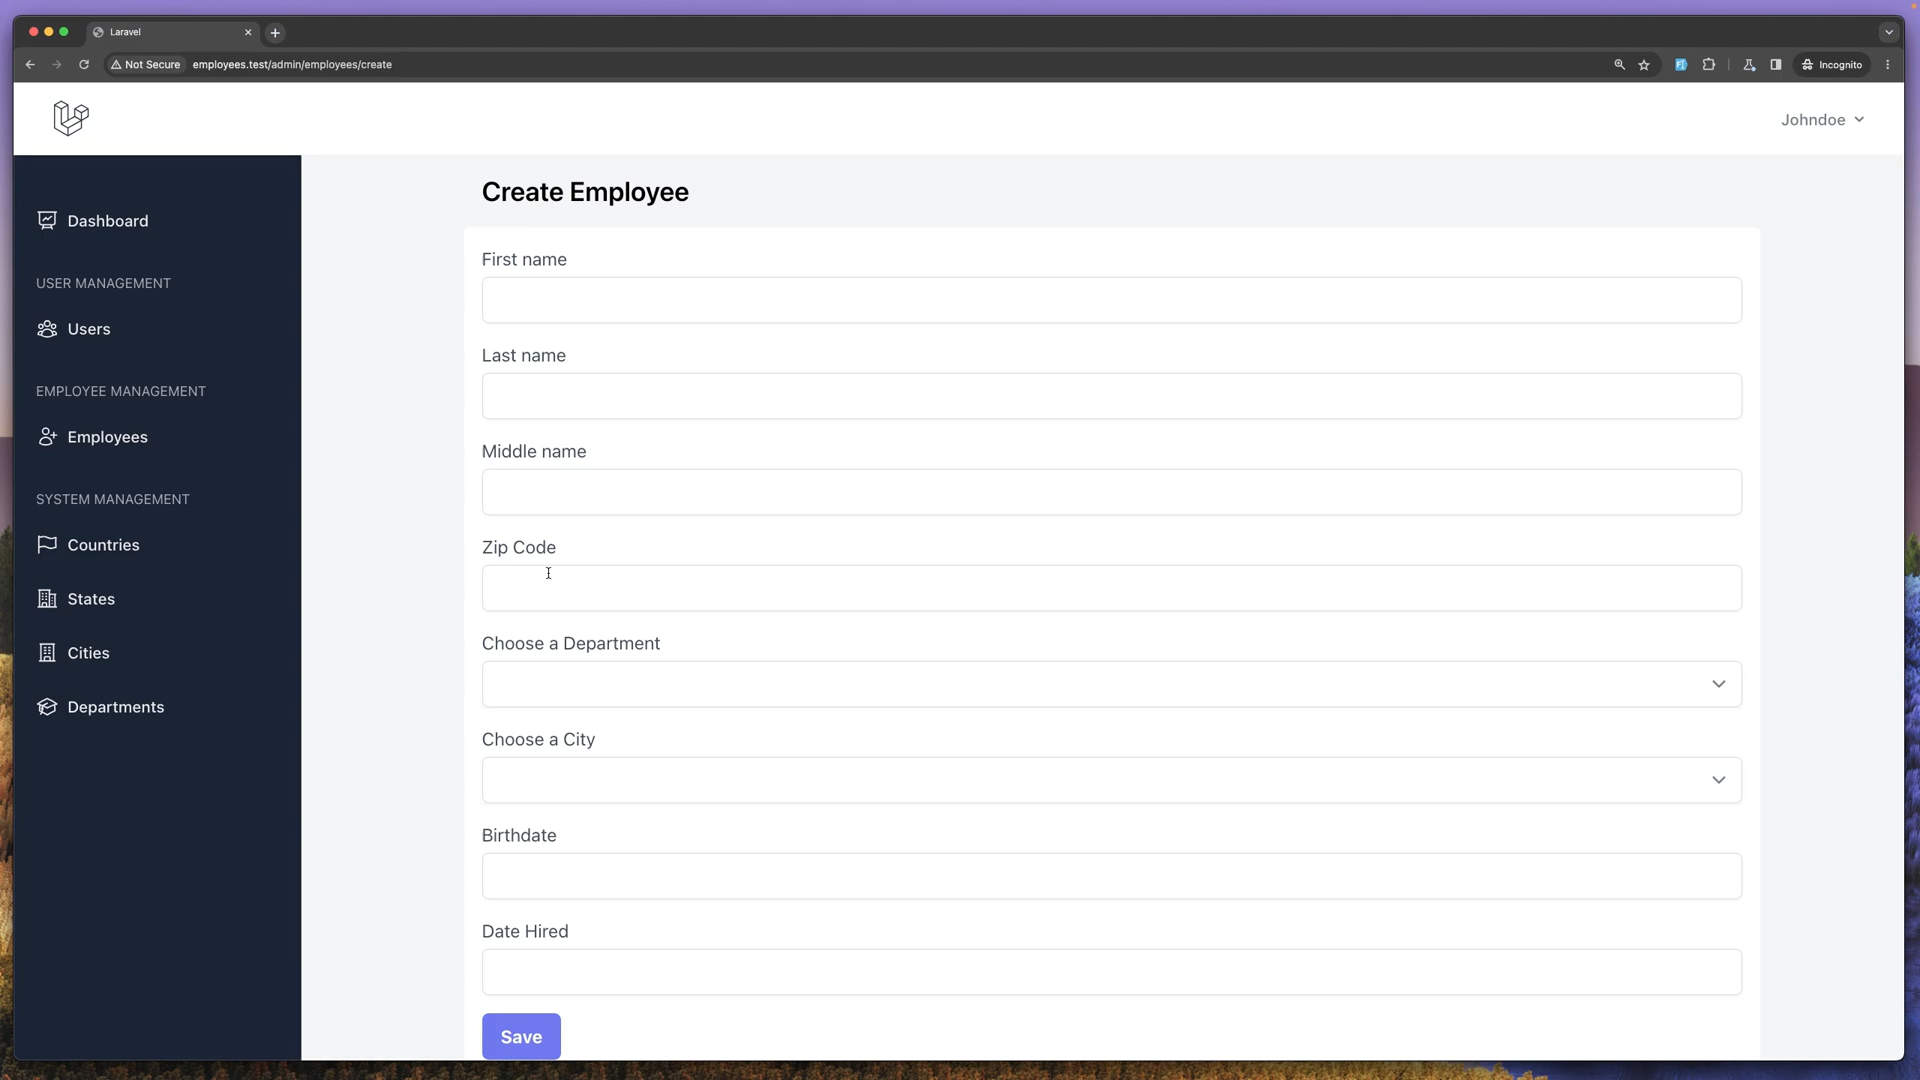 Laravel
Not Secure
employees.test/admin/employees/create
Incognito
Johndoe
Dashboard
USER MANAGEMENT
Users
EMPLOYEE MANAGEMENT
Employees
SYSTEM MANAGEMENT
Countries
States
Cities
Departments
Create Employee
First name
Last name
Middle name
Zip Code
Choose a Department
Choose a City
Birthdate
Date Hired
Save